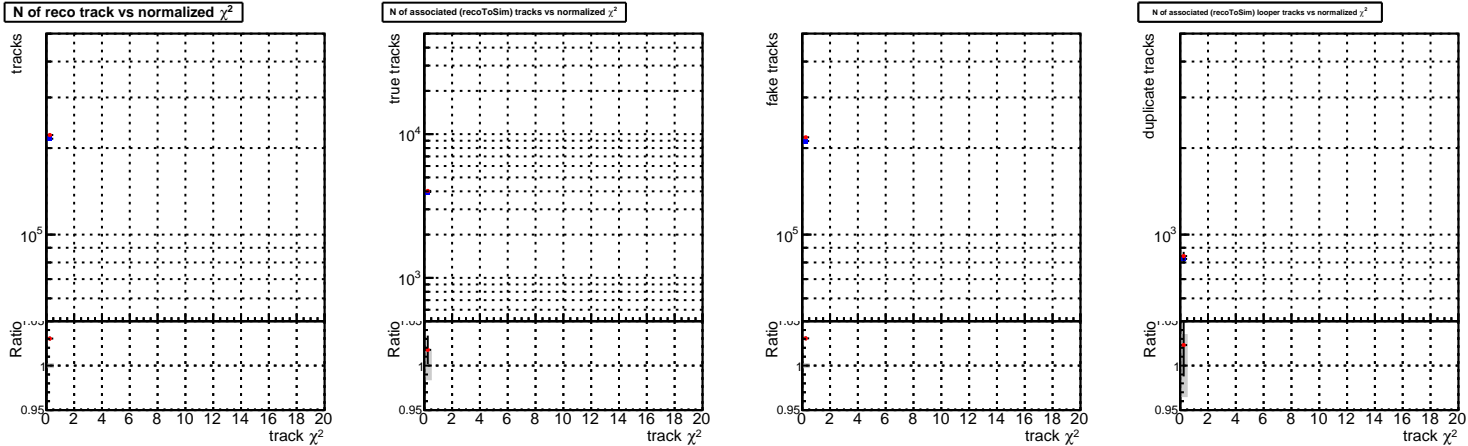 N of reco track vs normalized χ²
tracks
10⁵
Ratio
1
0.95
0 2 4 6 8 10 12 14 16 18 20
track χ²
N of associated (recoToSim) tracks vs normalized χ²
true tracks
10⁴
10³
Ratio
1
0.95
0 2 4 6 8 10 12 14 16 18 20
track χ²
fake tracks
10⁵
Ratio
1
0.95
0 2 4 6 8 10 12 14 16 18 20
track χ²
N of associated (recoToSim) looper tracks vs normalized χ²
duplicate tracks
10³
Ratio
1
0.95
0 2 4 6 8 10 12 14 16 18 20
track χ²